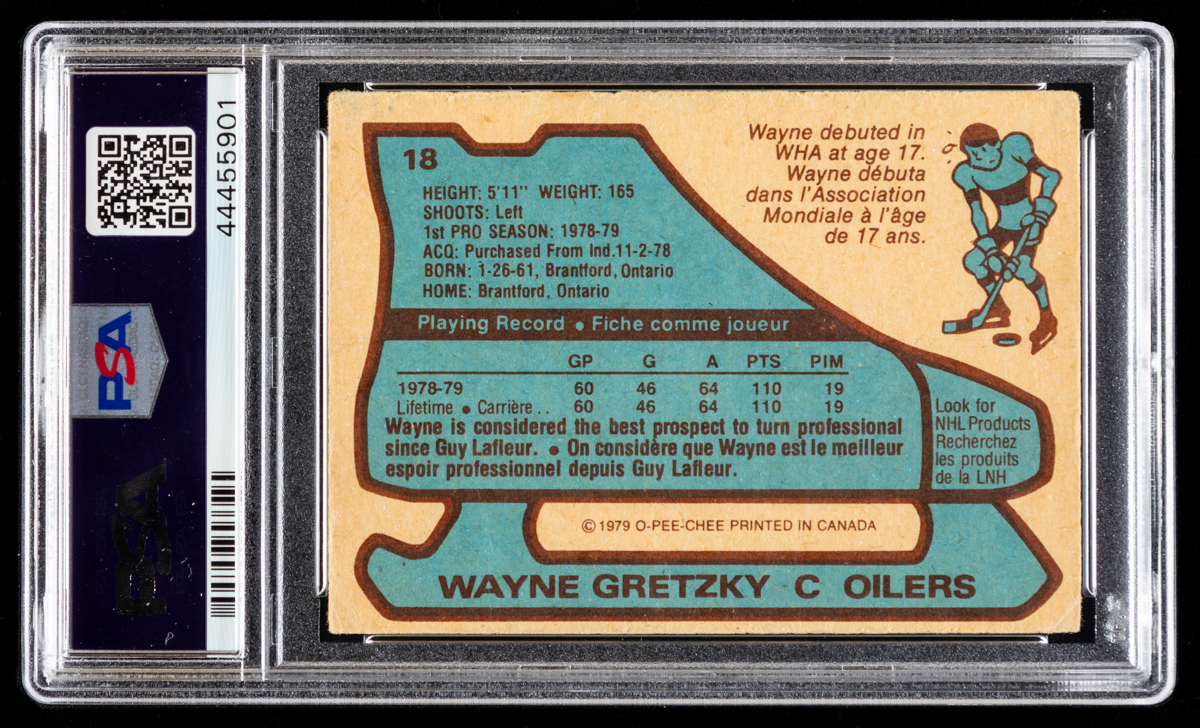 44455901
PSA
PSA
P
18
HEIGHT: 5'11" WEIGHT: 165
SHOOTS: Left
1st PRO SEASON: 1978-79
ACQ: Purchased From Ind.11-2-78
BORN: 1-26-61, Brantford, Ontario
HOME: Brantford, Ontario
Wayne debuted in
WHA at age 17.
Wayne débuta
dans l'Association
Mondiale à l'âge
de 17 ans.
Playing Record • Fiche comme joueur
GP G A PTS PIM
1978-79 60 46 64 110 19
Lifetime • Carrière .. 60 46 64 110 19
Wayne is considered the best prospect to turn professional
since Guy Lafleur. • On considère que Wayne est le meilleur
espoir professionnel depuis Guy Lafleur.
Look for
NHL Products
Recherchez
les produits
de la LNH
© 1979 O-PEE-CHEE PRINTED IN CANADA
WAYNE GRETZKY C OILERS